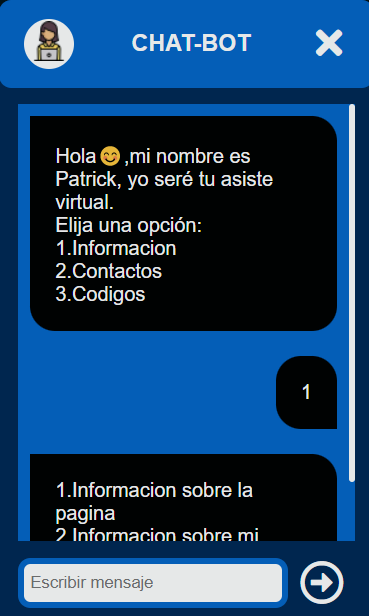 CHAT-BOT
Hola😊,mi nombre es
Patrick, yo seré tu asiste
virtual.
Elija una opción:
1.Informacion
2.Contactos
3.Codigos
1
1.Informacion sobre la
pagina
2.Informacion sobre mi
Escribir mensaje